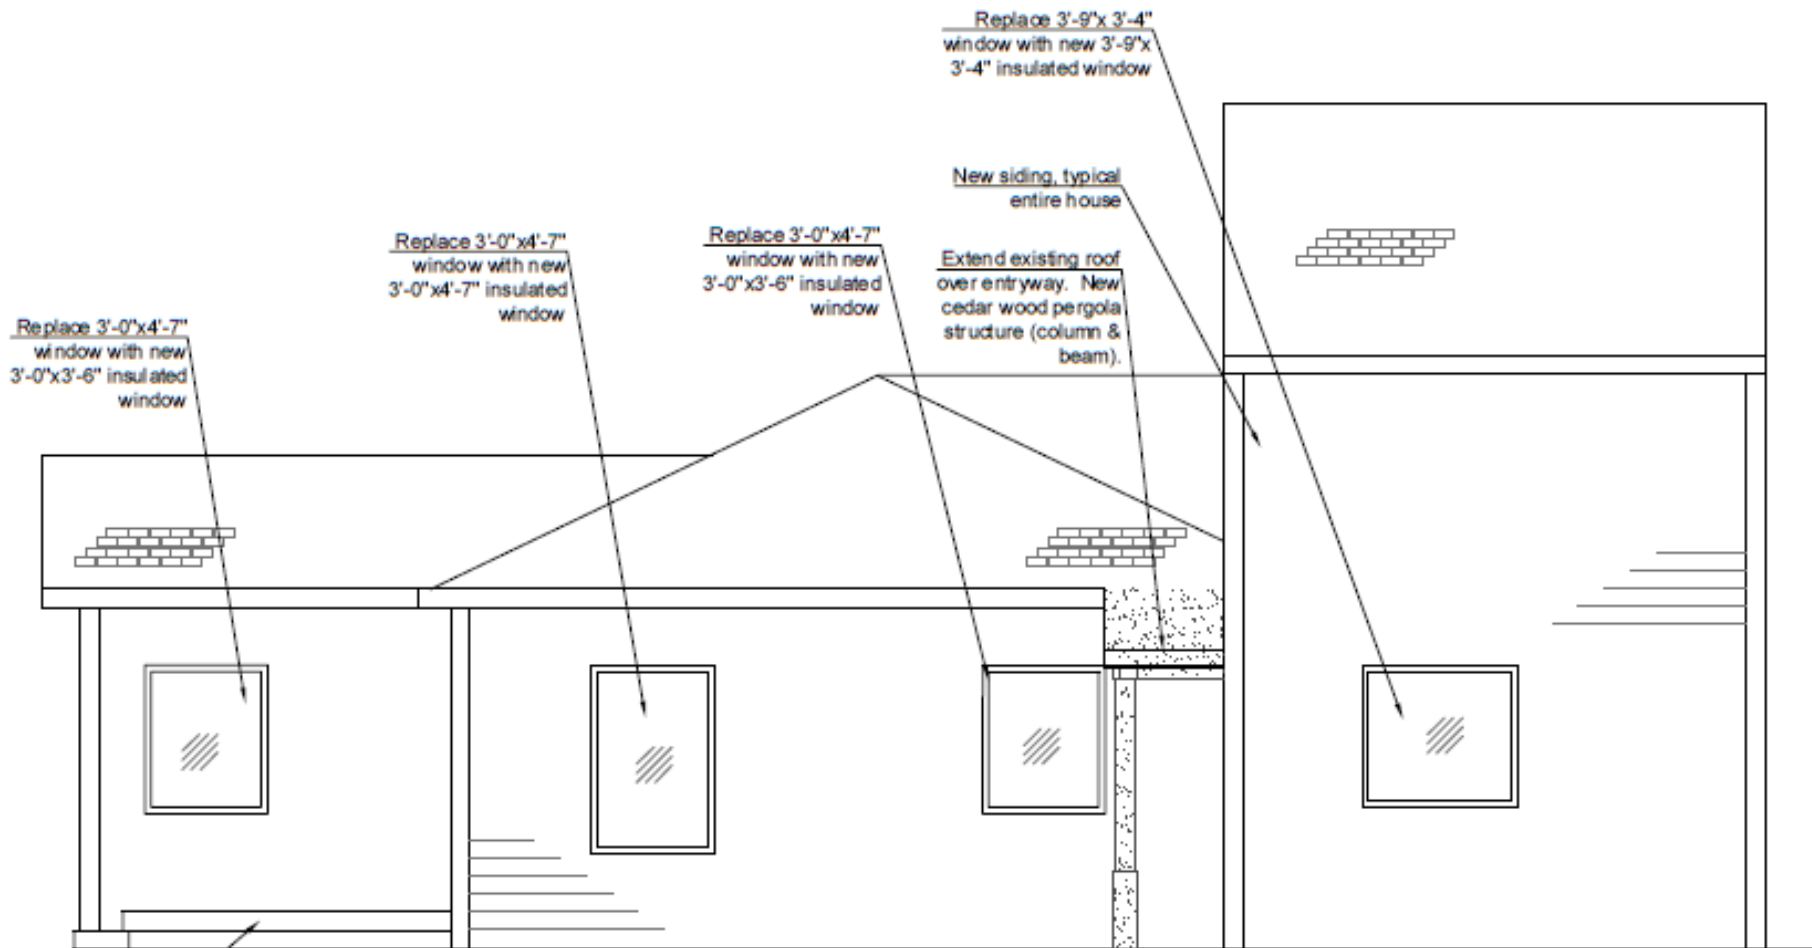 Replace 3'-9"x 3'-4"
window with new 3'-9"x
3'-4" insulated window
New siding, typical
entire house
Replace 3'-0"x4'-7"
window with new
3'-0"x3'-6" insulated
window
Replace 3'-0"x4'-7"
window with new
3'-0"x4'-7" insulated
window
Extend existing roof
over entryway. New
cedar wood pergola
structure (column &
beam).
Replace 3'-0"x4'-7"
window with new
3'-0"x3'-6" insulated
window